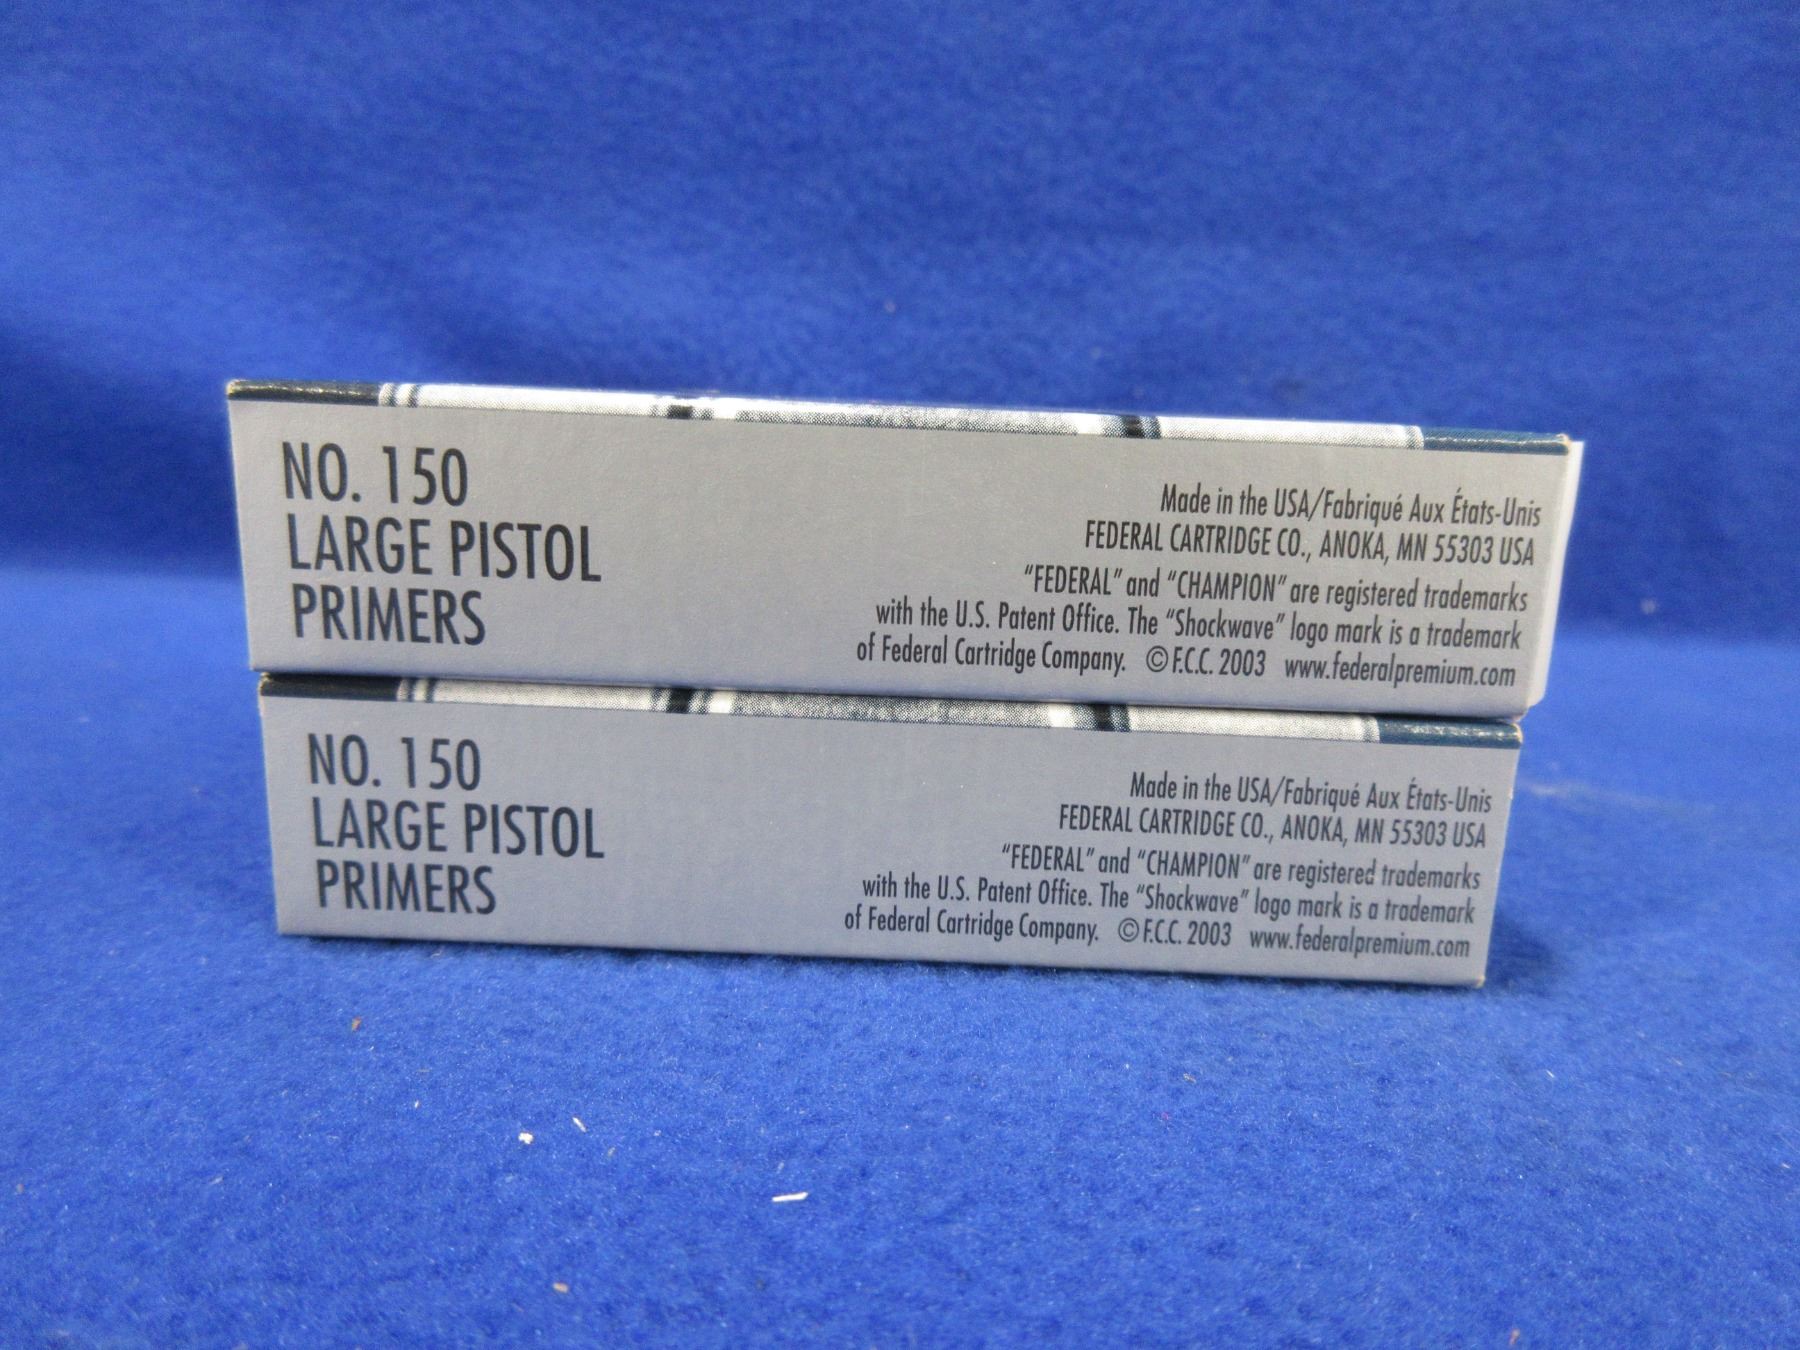 NO. 150
LARGE PISTOL
PRIMERS
Made in the USA/Fabriqué Aux États-Unis
FEDERAL CARTRIDGE CO., ANOKA, MN 55303 USA
"FEDERAL" and "CHAMPION" are registered trademarks
with the U.S. Patent Office. The "Shockwave" logo mark is a trademark
of Federal Cartridge Company. © F.C.C. 2003 www.federalpremium.com
NO. 150
LARGE PISTOL
PRIMERS
Made in the USA/Fabriqué Aux États-Unis
FEDERAL CARTRIDGE CO., ANOKA, MN 55303 USA
"FEDERAL" and "CHAMPION" are registered trademarks
with the U.S. Patent Office. The "Shockwave" logo mark is a trademark
of Federal Cartridge Company. © F.C.C. 2003 www.federalpremium.com